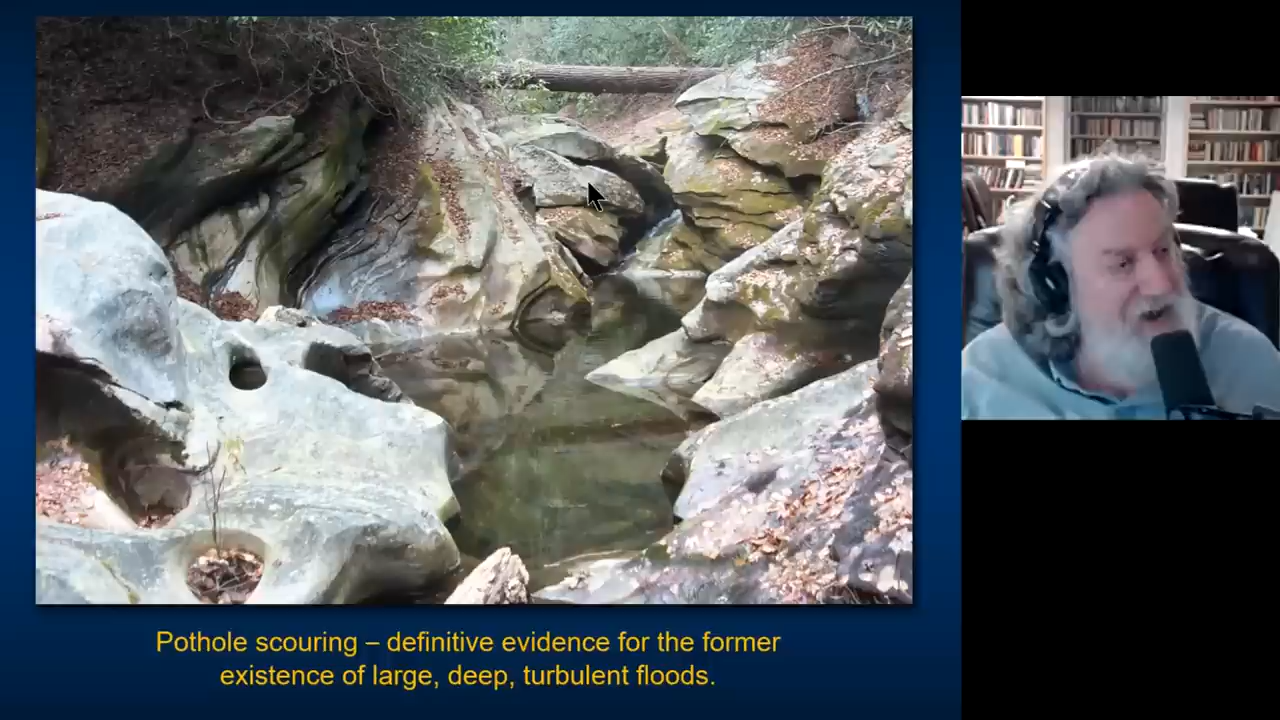 Pothole scouring – definitive evidence for the former
existence of large, deep, turbulent floods.